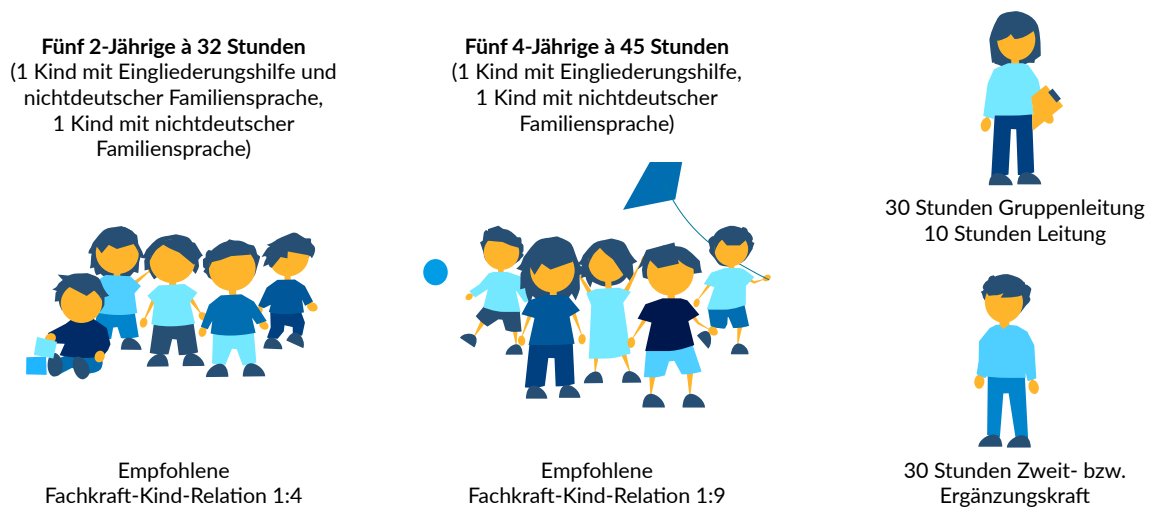 Fünf 2-Jährige à 32 Stunden
(1 Kind mit Eingliederungshilfe und
nichtdeutscher Familiensprache,
1 Kind mit nichtdeutscher
Familiensprache)
Empfohlene
Fachkraft-Kind-Relation 1:4
Fünf 4-Jährige à 45 Stunden
(1 Kind mit Eingliederungshilfe,
1 Kind mit nichtdeutscher
Familiensprache)
Empfohlene
Fachkraft-Kind-Relation 1:9
30 Stunden Gruppenleitung
10 Stunden Leitung
30 Stunden Zweit- bzw.
Ergänzungskraft